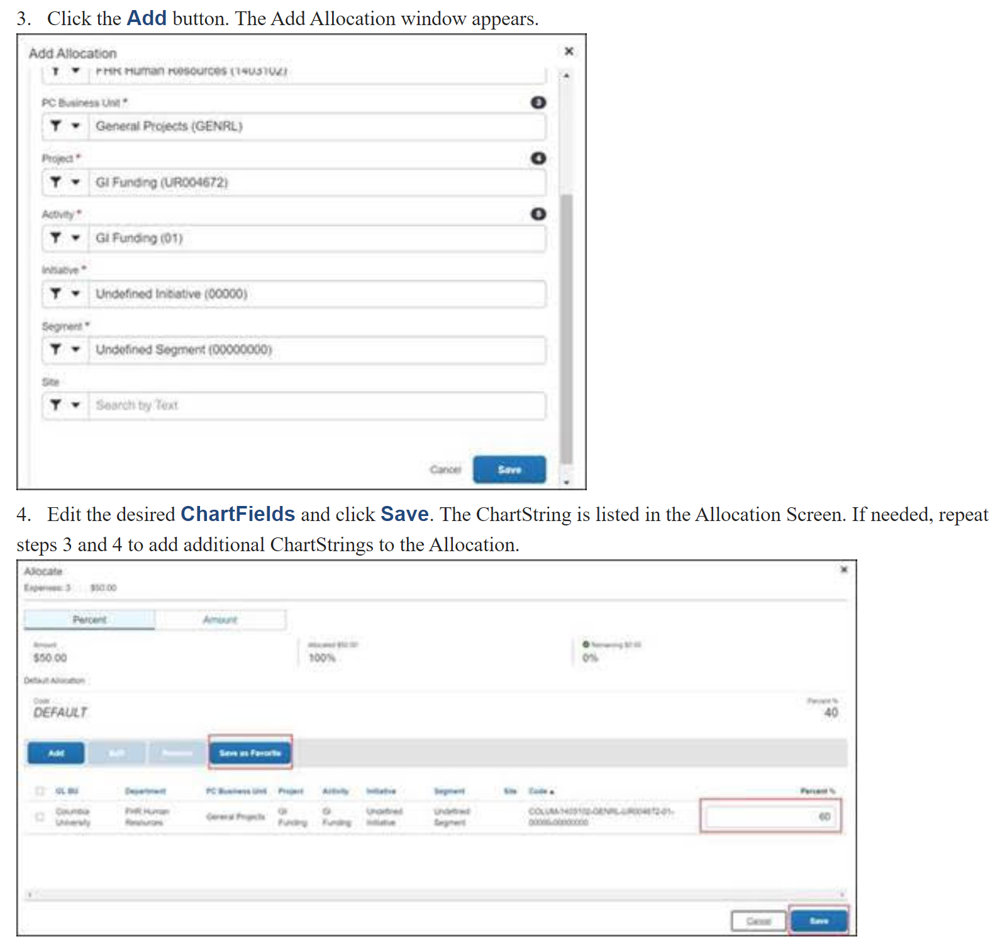 3. Click the Add button. The Add Allocation window appears.
Add Allocation
FHR Human Resources (1403102)
PC Business Unit *
3
General Projects (GENRL)
Project *
4
GI Funding (UR004672)
Activity *
5
GI Funding (01)
Initiative *
Undefined Initiative (00000)
Segment *
Undefined Segment (00000000)
Site
Search by Text
Cancel Save
4. Edit the desired ChartFields and click Save. The ChartString is listed in the Allocation Screen. If needed, repeat
steps 3 and 4 to add additional ChartStrings to the Allocation.
Allocate
Expenses: 3 $50.00
Percent Amount
Amount Allocated $50.00 Remaining $0.00
$50.00 100% 0%
Default Allocation
Code Percent %
DEFAULT 40
Add Edit Remove Save as Favorite
GL BU Department PC Business Unit Project Activity Initiative Segment Site Code Percent %
Columbia FHR Human GI GI Undefined Undefined COLUM-1403102-GENRL-UR004672-01-
General Projects 60
University Resources Funding Funding Initiative Segment 00000-00000000
Cancel Save